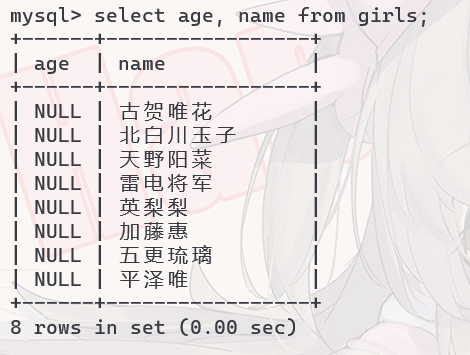 mysql> select age, name from girls;
+------+-----------------+
| age  | name            |
+------+-----------------+
| NULL | 古贺唯花        |
| NULL | 北白川玉子      |
| NULL | 天野阳菜        |
| NULL | 雷电将军        |
| NULL | 英梨梨          |
| NULL | 加藤惠          |
| NULL | 五更琉璃        |
| NULL | 平泽唯          |
+------+-----------------+
8 rows in set (0.00 sec)